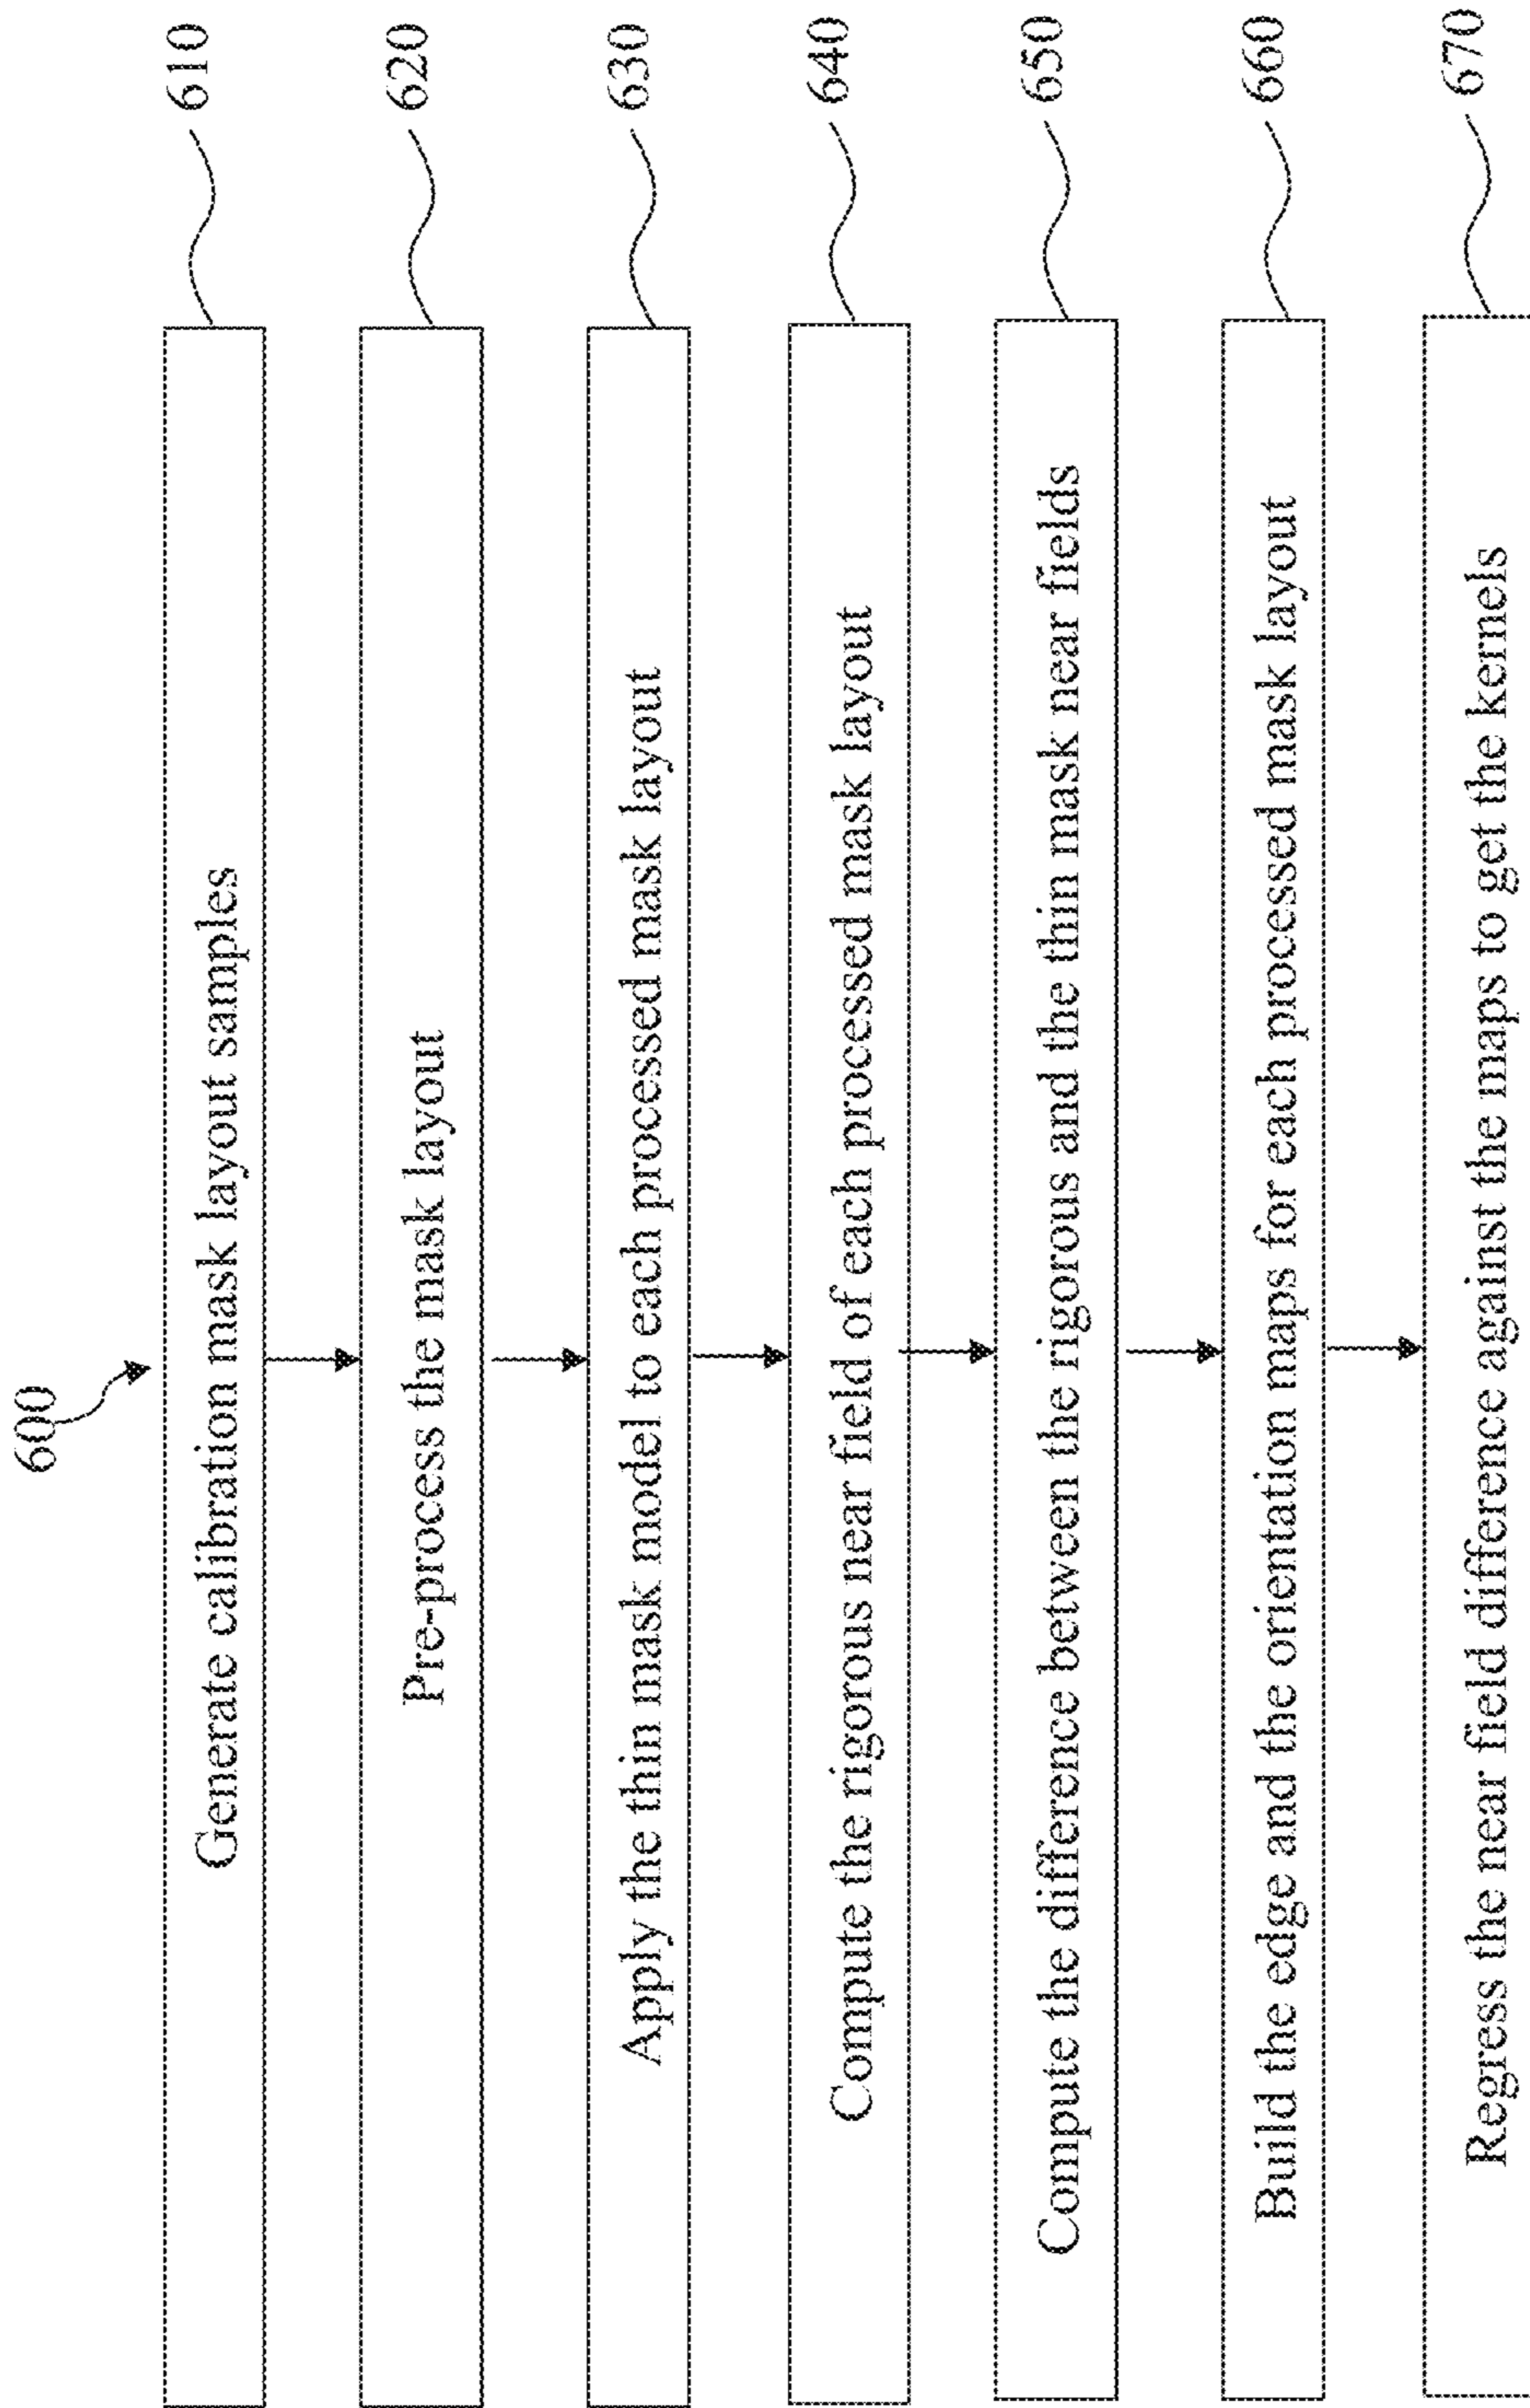 600
Generate calibration mask layout samples
610
Pre-process the mask layout
620
Apply the thin mask model to each processed mask layout
630
Compute the rigorous near field of each processed mask layout
640
Compute the difference between the rigorous and the thin mask near fields
650
Build the edge and the orientation maps for each processed mask layout
660
Regress the near field difference against the maps to get the kernels
670